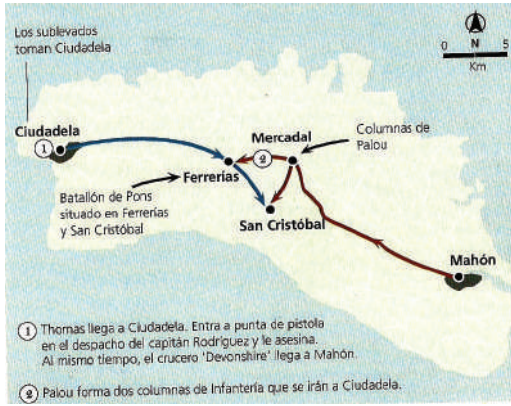 Los sublevados
toman Ciudadela
0 N 5
Km
Ciudadela
1
Mercadal
2
Columnas de
Palou
Ferrerías
Batallón de Pons
situado en Ferrerías
y San Cristóbal
San Cristóbal
Mahón
1 Thomas llega a Ciudadela. Entra a punta de pistola
en el despacho del capitán Rodríguez y le asesina.
Al mismo tiempo, el crucero 'Devonshire' llega a Mahón.
2 Palou forma dos columnas de Infantería que se irán a Ciudadela.